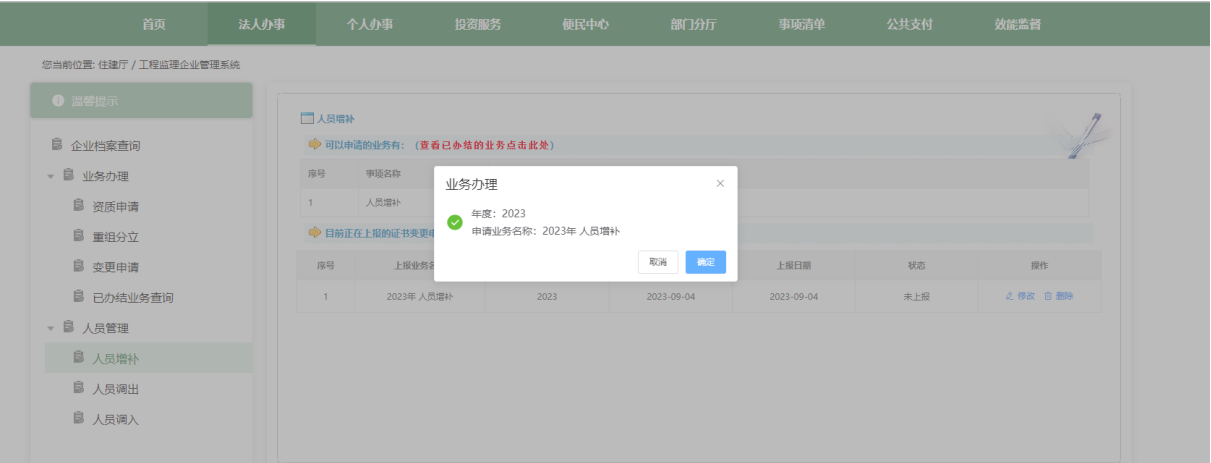 首页 法人办事 个人办事 投资服务 便民中心 部门分厅 事项清单 公共支付 效能监督
您当前位置: 住建厅 / 工程监理企业管理系统
温馨提示
企业档案查询
业务办理
资质申请
重组分立
变更申请
已办结业务查询
人员管理
人员增补
人员调出
人员调入
人员增补
可以申请的业务有: (查看已办结的业务点击此处)
序号 事项名称
1 人员增补
目前正在上报的证书变更申
序号 上报业务名 上报日期 状态 操作
1 2023年 人员增补 2023 2023-09-04 2023-09-04 未上报 修改 删除
业务办理
年度: 2023
申请业务名称: 2023年 人员增补
取消 确定